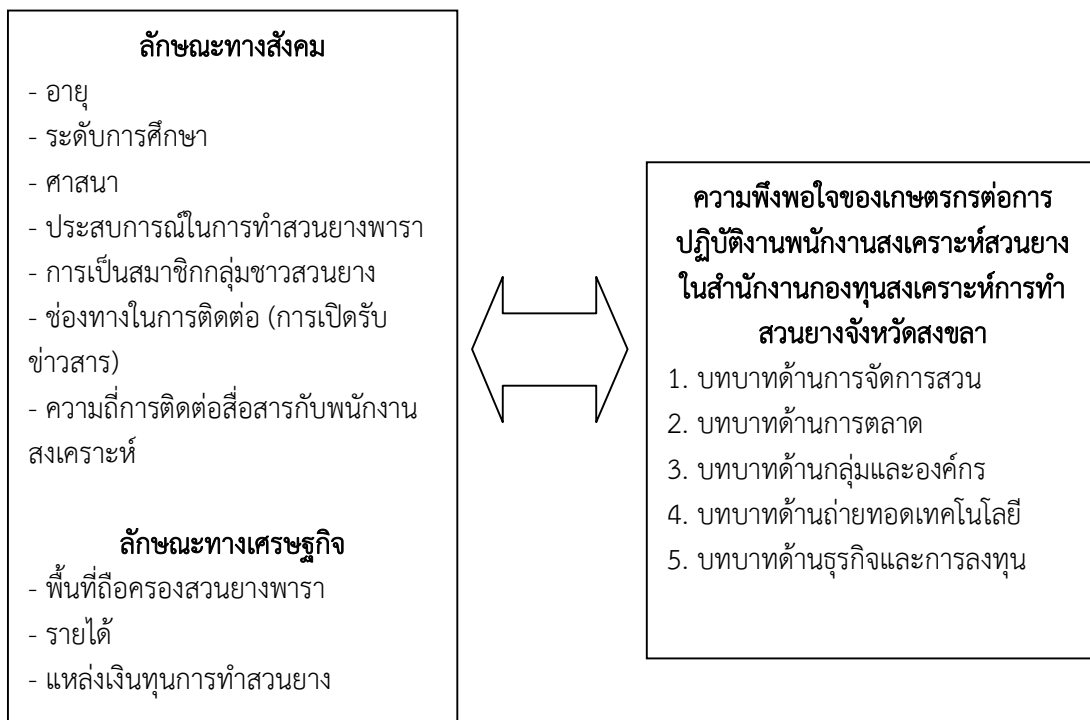 ลักษณะทางสังคม
- อายุ
- ระดับการศึกษา
- ศาสนา
- ประสบการณ์ในการทำสวนยางพารา
- การเป็นสมาชิกกลุ่มชาวสวนยาง
- ช่องทางในการติดต่อ (การเปิดรับ
ข่าวสาร)
- ความถี่การติดต่อสื่อสารกับพนักงาน
สงเคราะห์
ลักษณะทางเศรษฐกิจ
- พื้นที่ถือครองสวนยางพารา
- รายได้
- แหล่งเงินทุนการทำสวนยาง
ความพึงพอใจของเกษตรกรต่อการ
ปฏิบัติงานพนักงานสงเคราะห์สวนยาง
ในสำนักงานกองทุนสงเคราะห์การทำ
สวนยางจังหวัดสงขลา
1. บทบาทด้านการจัดการสวน
2. บทบาทด้านการตลาด
3. บทบาทด้านกลุ่มและองค์กร
4. บทบาทด้านถ่ายทอดเทคโนโลยี
5. บทบาทด้านธุรกิจและการลงทุน